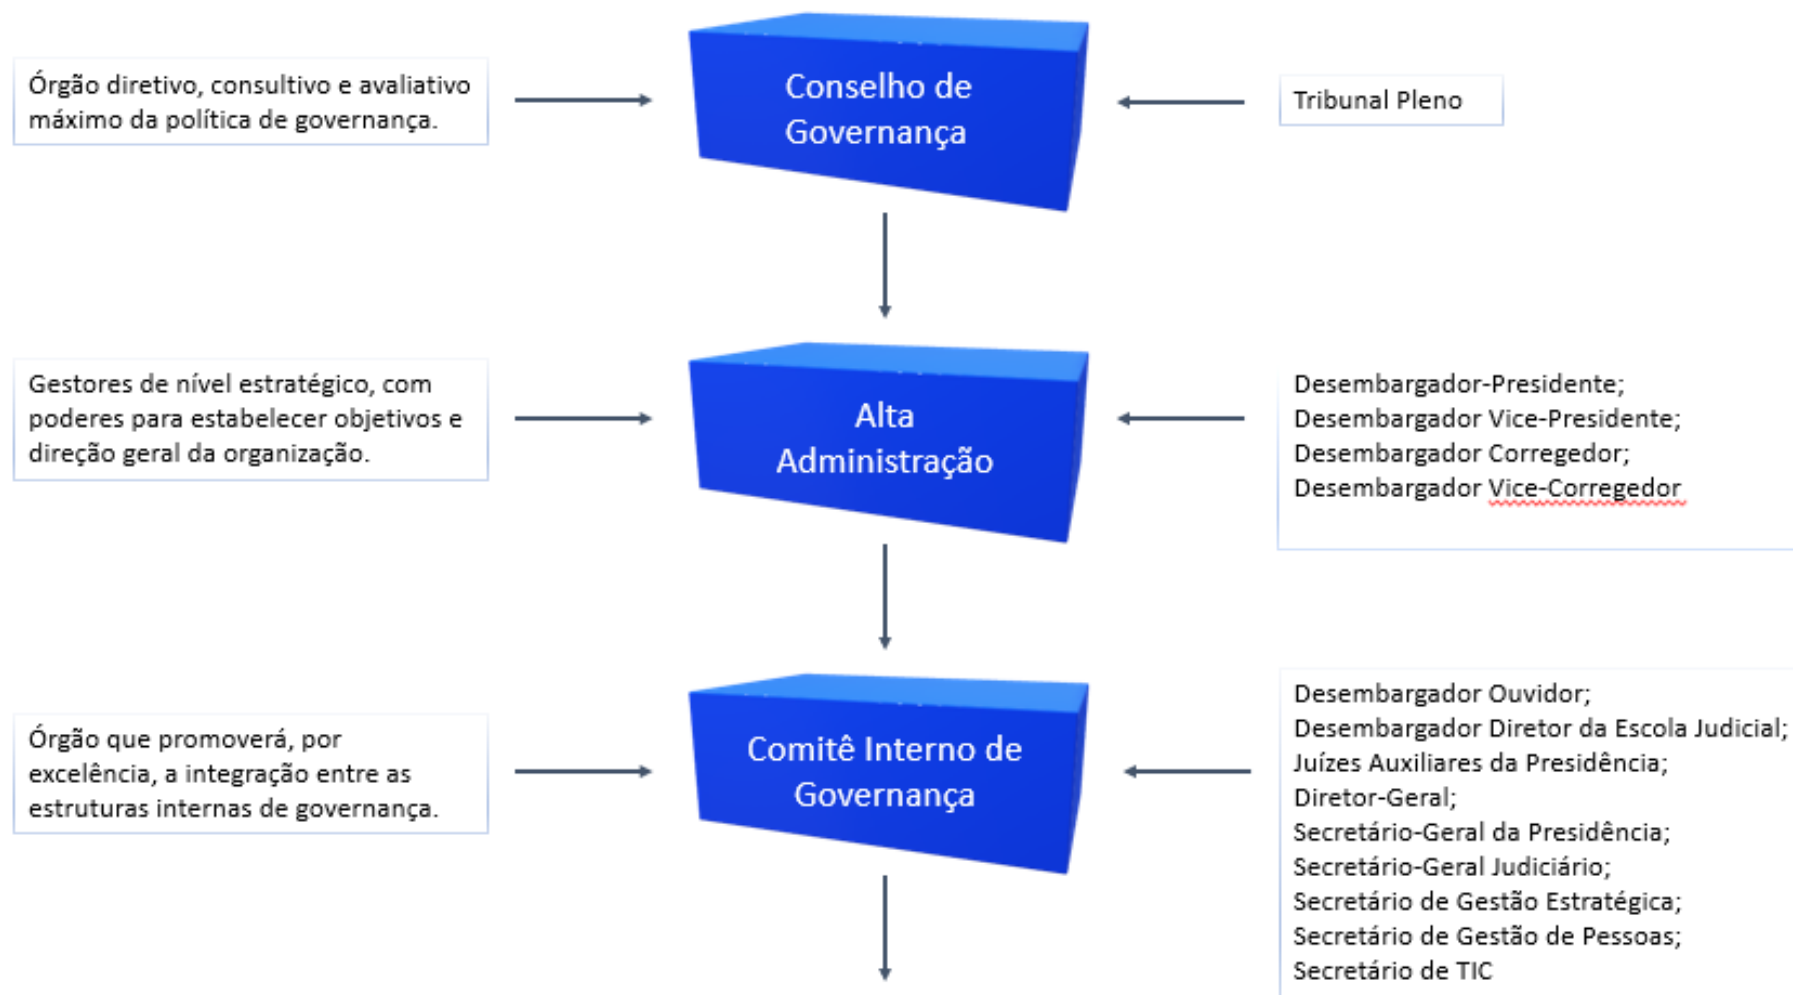 Órgão diretivo, consultivo e avaliativo
máximo da política de governança.
Conselho de
Governança
Tribunal Pleno
Gestores de nível estratégico, com
poderes para estabelecer objetivos e
direção geral da organização.
Alta
Administração
Desembargador-Presidente;
Desembargador Vice-Presidente;
Desembargador Corregedor;
Desembargador Vice-Corregedor
Órgão que promoverá, por
excelência, a integração entre as
estruturas internas de governança.
Comitê Interno de
Governança
Desembargador Ouvidor;
Desembargador Diretor da Escola Judicial;
Juízes Auxiliares da Presidência;
Diretor-Geral;
Secretário-Geral da Presidência;
Secretário-Geral Judiciário;
Secretário de Gestão Estratégica;
Secretário de Gestão de Pessoas;
Secretário de TIC